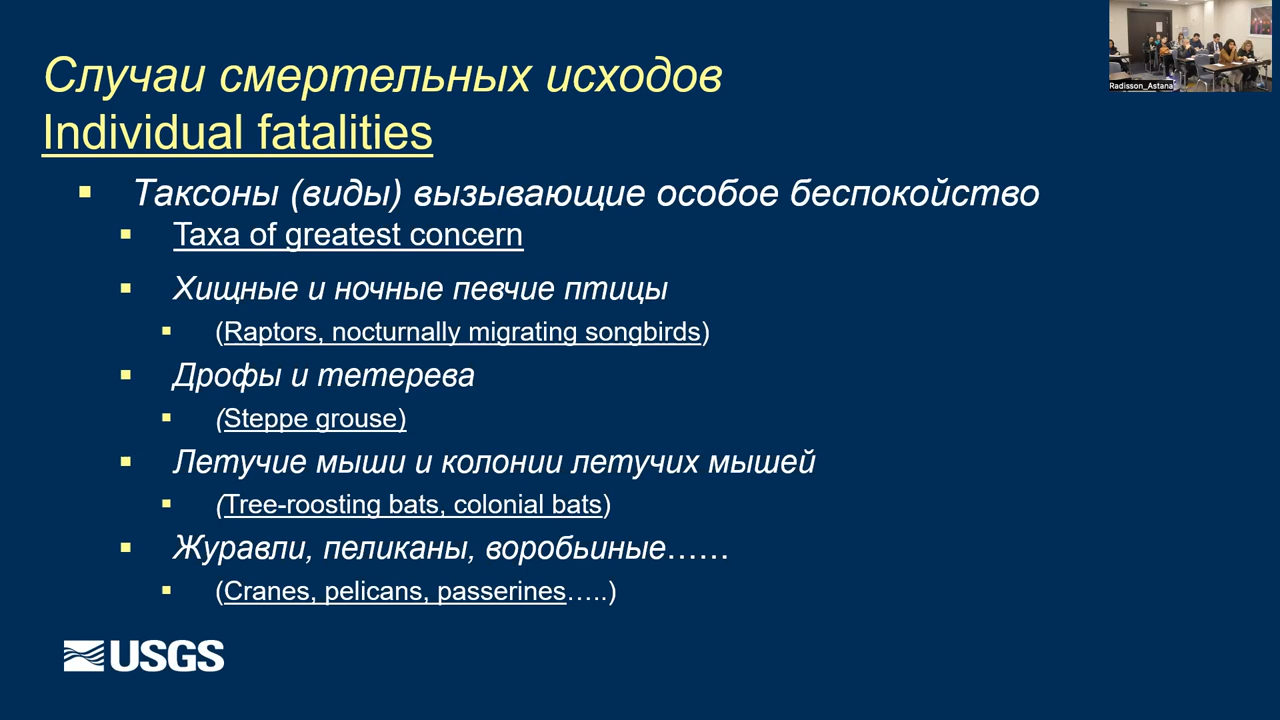 Случаи смертельных исходов
Individual fatalities
▪ Таксоны (виды) вызывающие особое беспокойство
▪ Taxa of greatest concern
▪ Хищные и ночные певчие птицы
▪ (Raptors, nocturnally migrating songbirds)
▪ Дрофы и тетерева
▪ (Steppe grouse)
▪ Летучие мыши и колонии летучих мышей
▪ (Tree-roosting bats, colonial bats)
▪ Журавли, пеликаны, воробьиные……
▪ (Cranes, pelicans, passerines…..)
USGS
Radisson_Astana